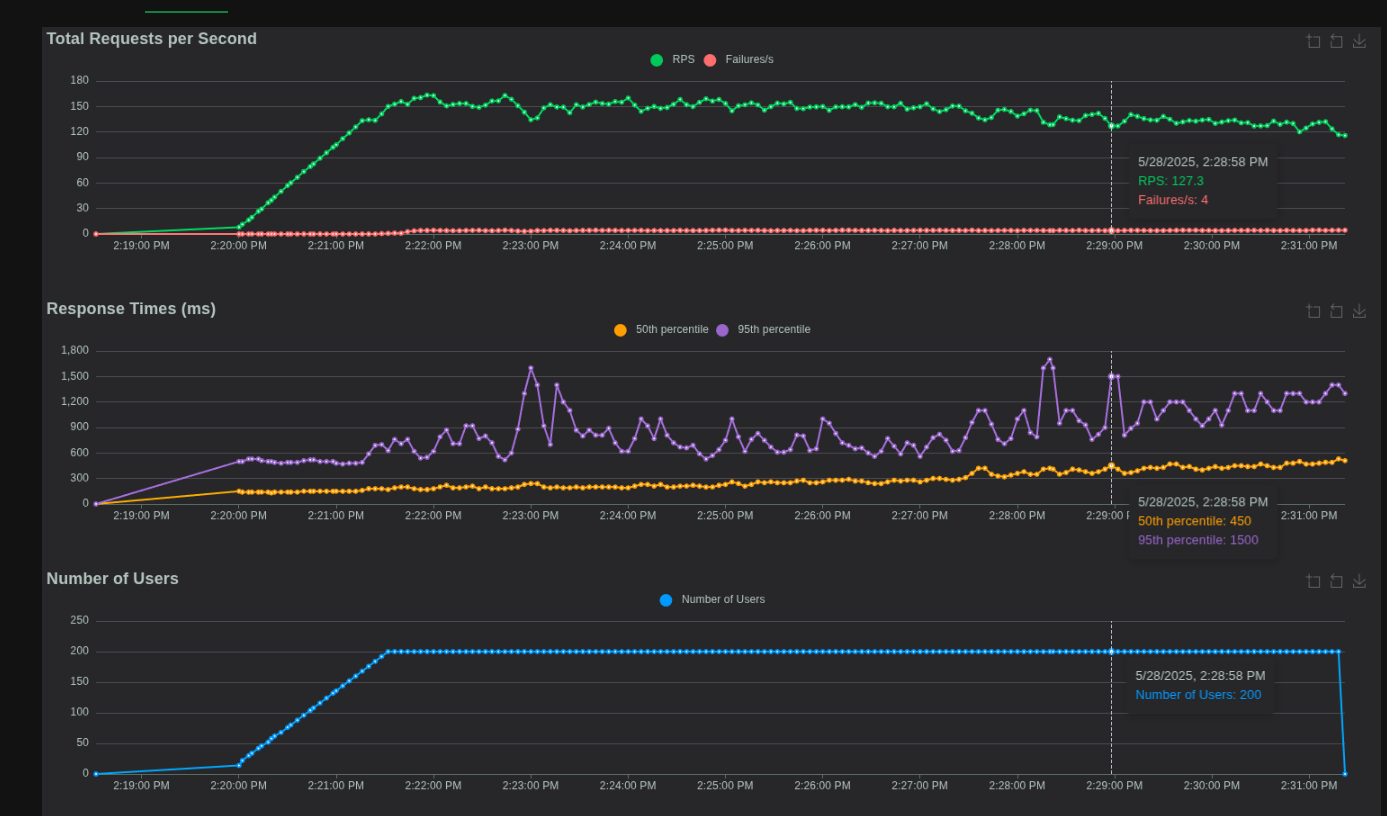 Total Requests per Second
RPS Failures/s
180
150
120
90
60
30
0
5/28/2025, 2:28:58 PM
RPS: 127.3
Failures/s: 4
2:19:00 PM 2:20:00 PM 2:21:00 PM 2:22:00 PM 2:23:00 PM 2:24:00 PM 2:25:00 PM 2:26:00 PM 2:27:00 PM 2:28:00 PM 2:29:00 PM 2:30:00 PM 2:31:00 PM
Response Times (ms)
50th percentile 95th percentile
1,800
1,500
1,200
900
600
300
0
2:19:00 PM 2:20:00 PM 2:21:00 PM 2:22:00 PM 2:23:00 PM 2:24:00 PM 2:25:00 PM 2:26:00 PM 2:27:00 PM 2:28:00 PM 2:29:00 2:31:00 PM
5/28/2025, 2:28:58 PM
50th percentile: 450
95th percentile: 1500
Number of Users
Number of Users
250
200
150
100
50
0
5/28/2025, 2:28:58 PM
Number of Users: 200
2:19:00 PM 2:20:00 PM 2:21:00 PM 2:22:00 PM 2:23:00 PM 2:24:00 PM 2:25:00 PM 2:26:00 PM 2:27:00 PM 2:28:00 PM 2:29:00 PM 2:30:00 PM 2:31:00 PM